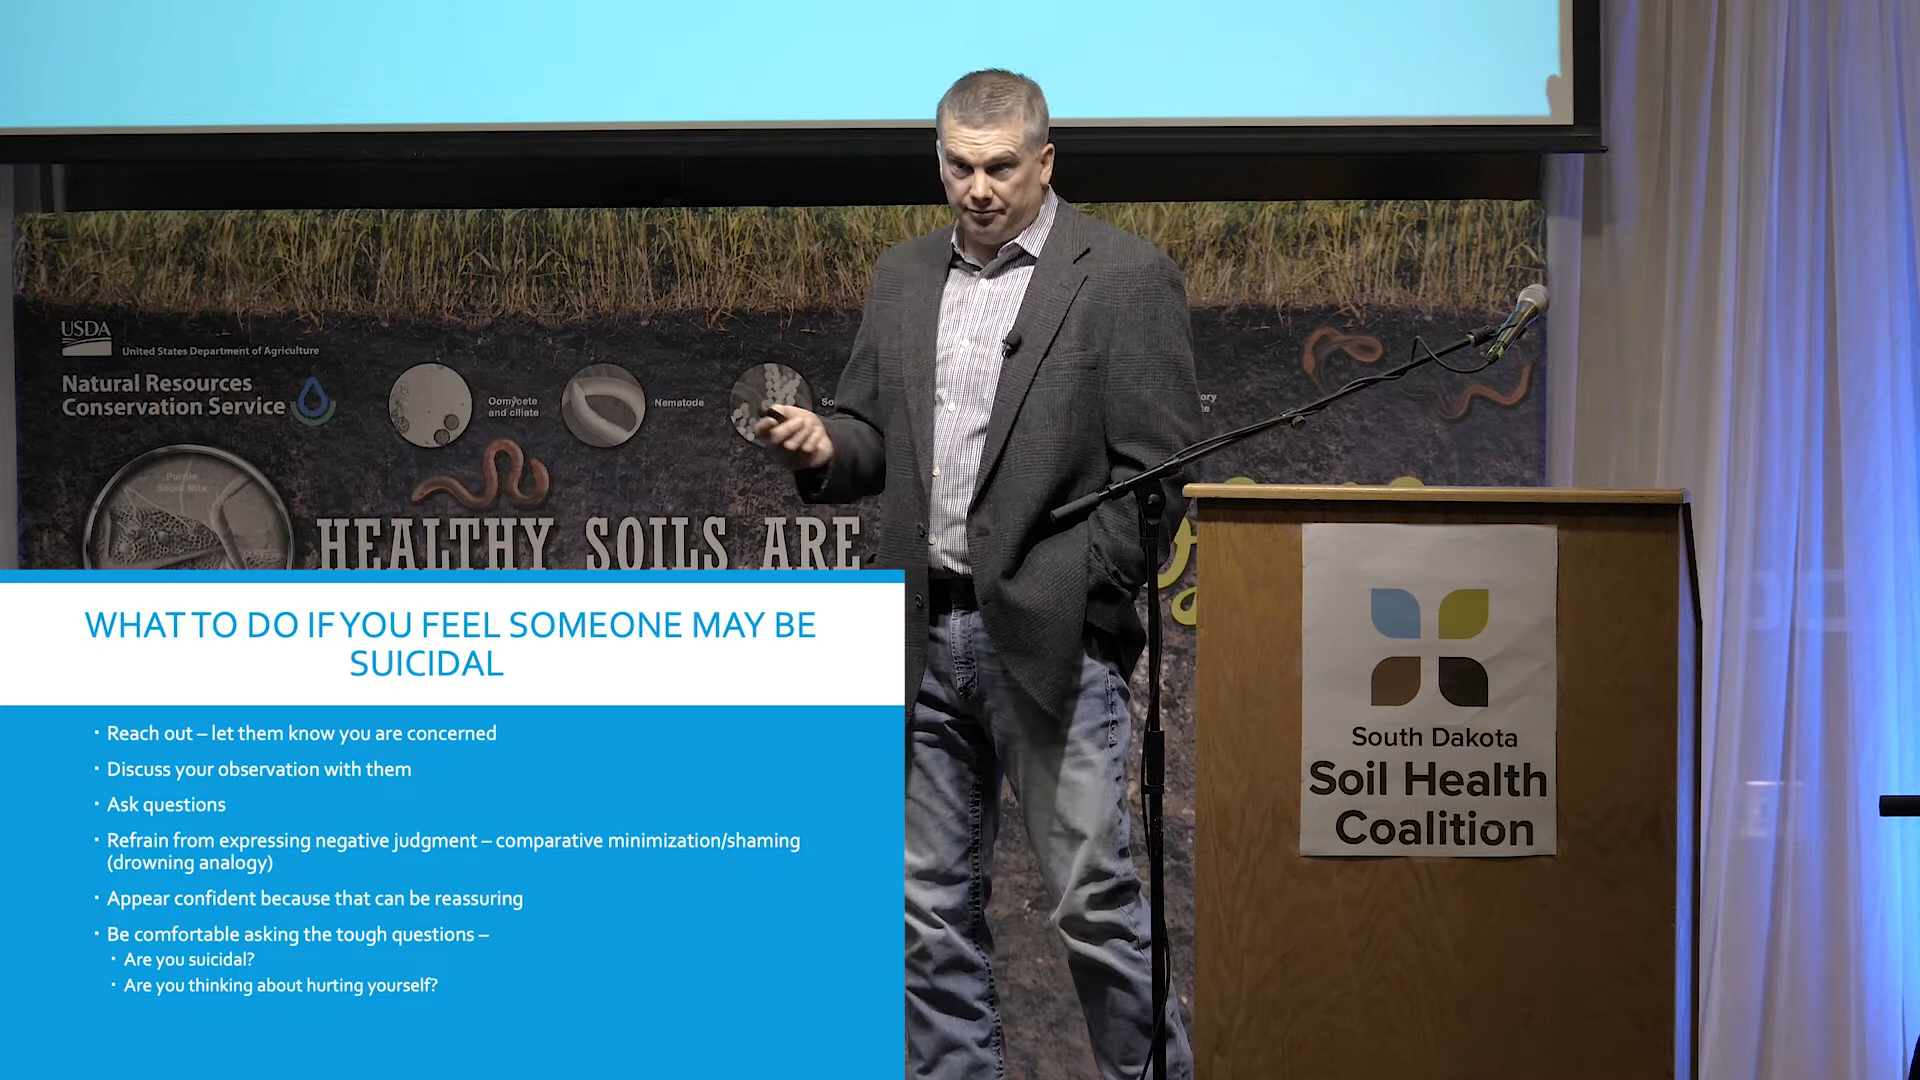 USDA
United States Department of Agriculture
Natural Resources
Conservation Service
Oomycete
and ciliate
Nematode
Purple
HEALTHY SOILS ARE
WHAT TO DO IF YOU FEEL SOMEONE MAY BE
SUICIDAL
· Reach out – let them know you are concerned
· Discuss your observation with them
· Ask questions
· Refrain from expressing negative judgment – comparative minimization/shaming
(drowning analogy)
· Appear confident because that can be reassuring
· Be comfortable asking the tough questions –
· Are you suicidal?
· Are you thinking about hurting yourself?
South Dakota
Soil Health
Coalition